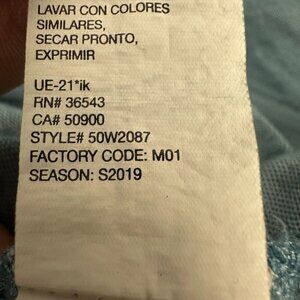 LAVAR CON COLORES
SIMILARES,
SECAR PRONTO,
EXPRIMIR
UE-21*ik
RN# 36543
CA# 50900
STYLE# 50W2087
FACTORY CODE: M01
SEASON: S2019